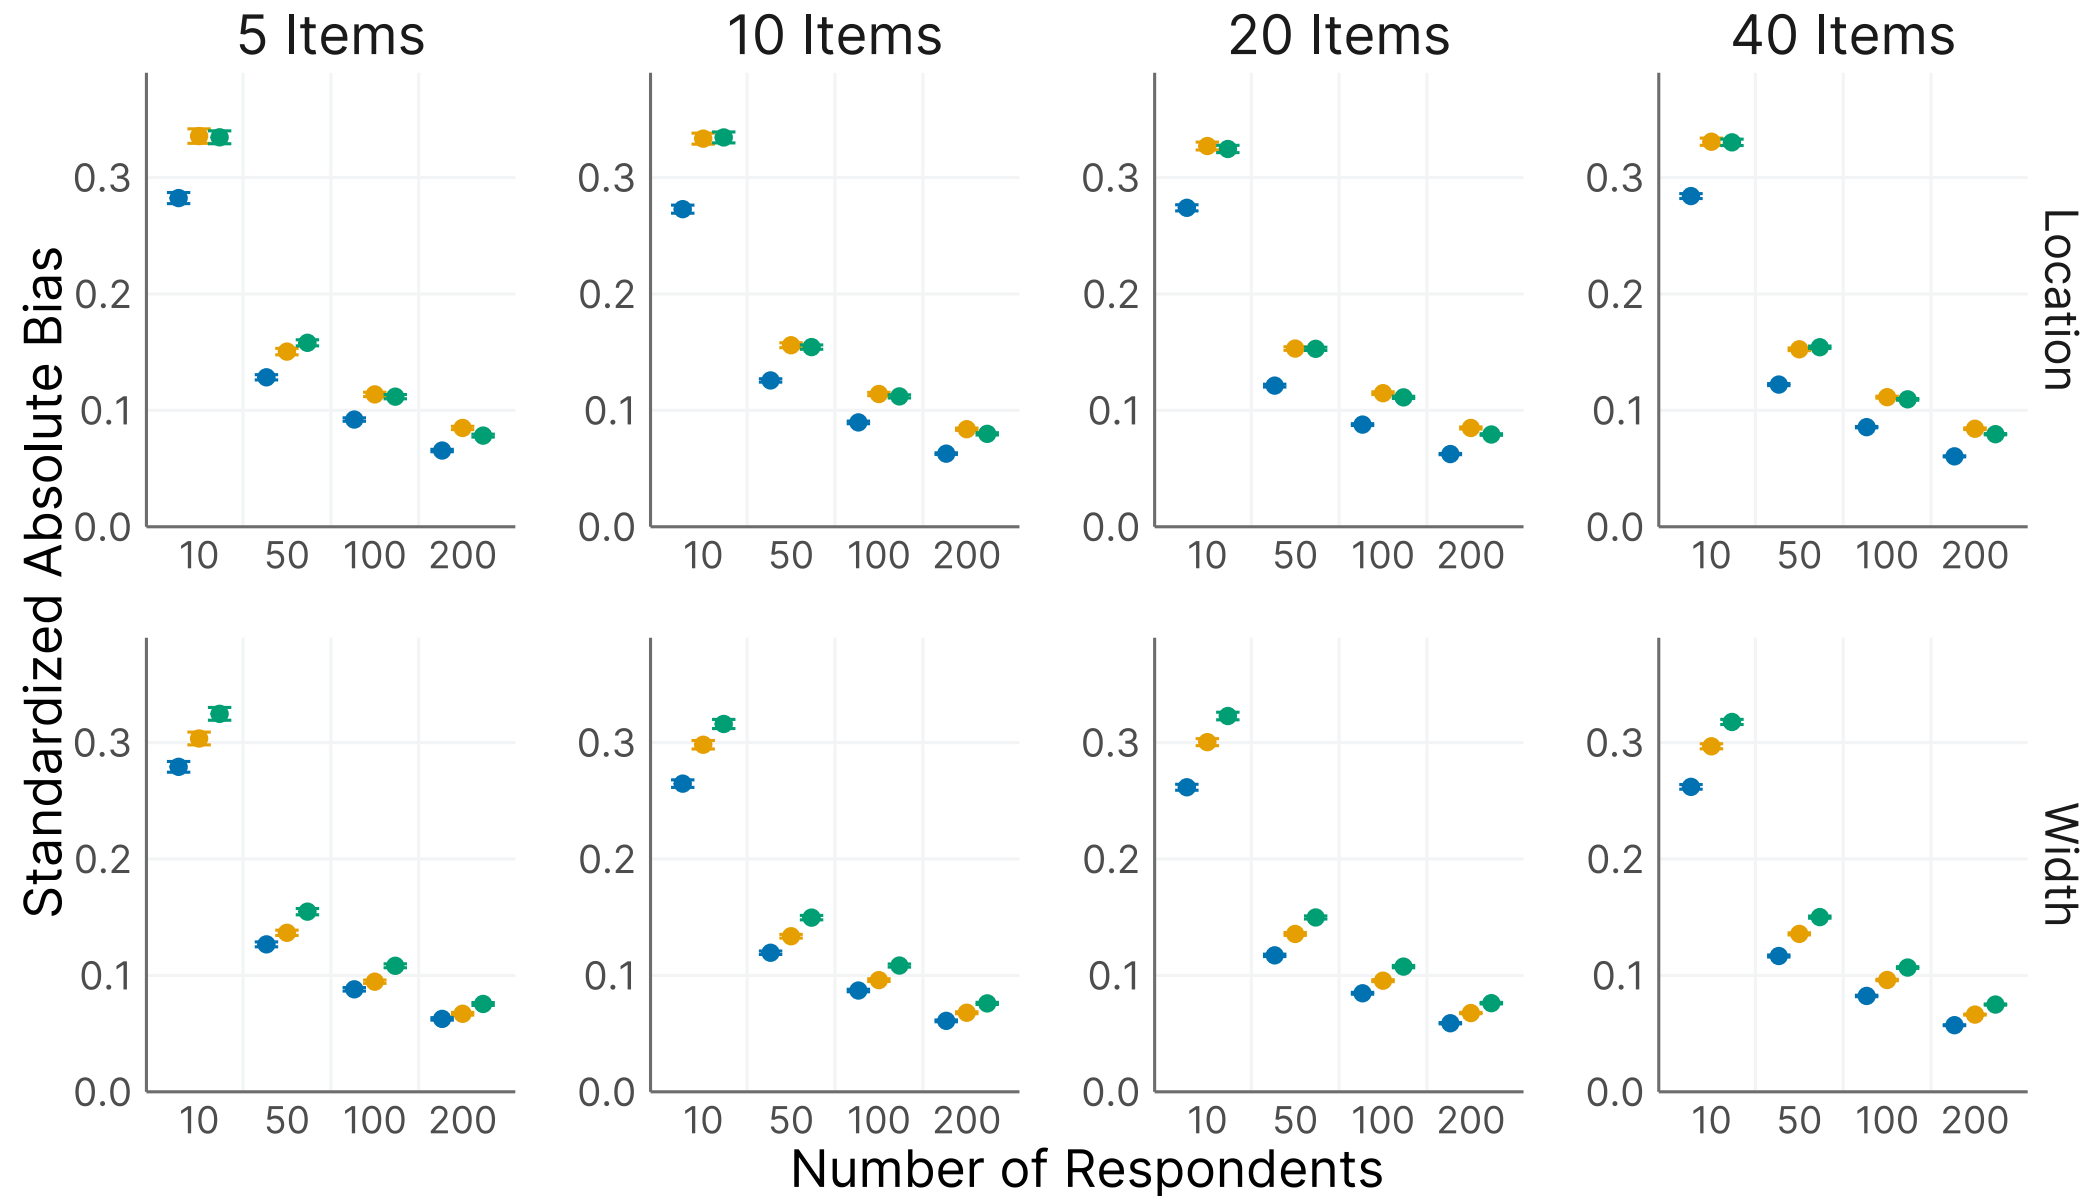 5 Items 10 Items 20 Items 40 Items
Standardized Absolute Bias
0.3 0.3 0.3 0.3
0.2 0.2 0.2 0.2
0.1 0.1 0.1 0.1
0.0 0.0 0.0 0.0
10 50 100 200 10 50 100 200 10 50 100 200 10 50 100 200
Location
0.3 0.3 0.3 0.3
0.2 0.2 0.2 0.2
0.1 0.1 0.1 0.1
0.0 0.0 0.0 0.0
10 50 100 200 10 50 100 200 10 50 100 200 10 50 100 200
Width
Number of Respondents